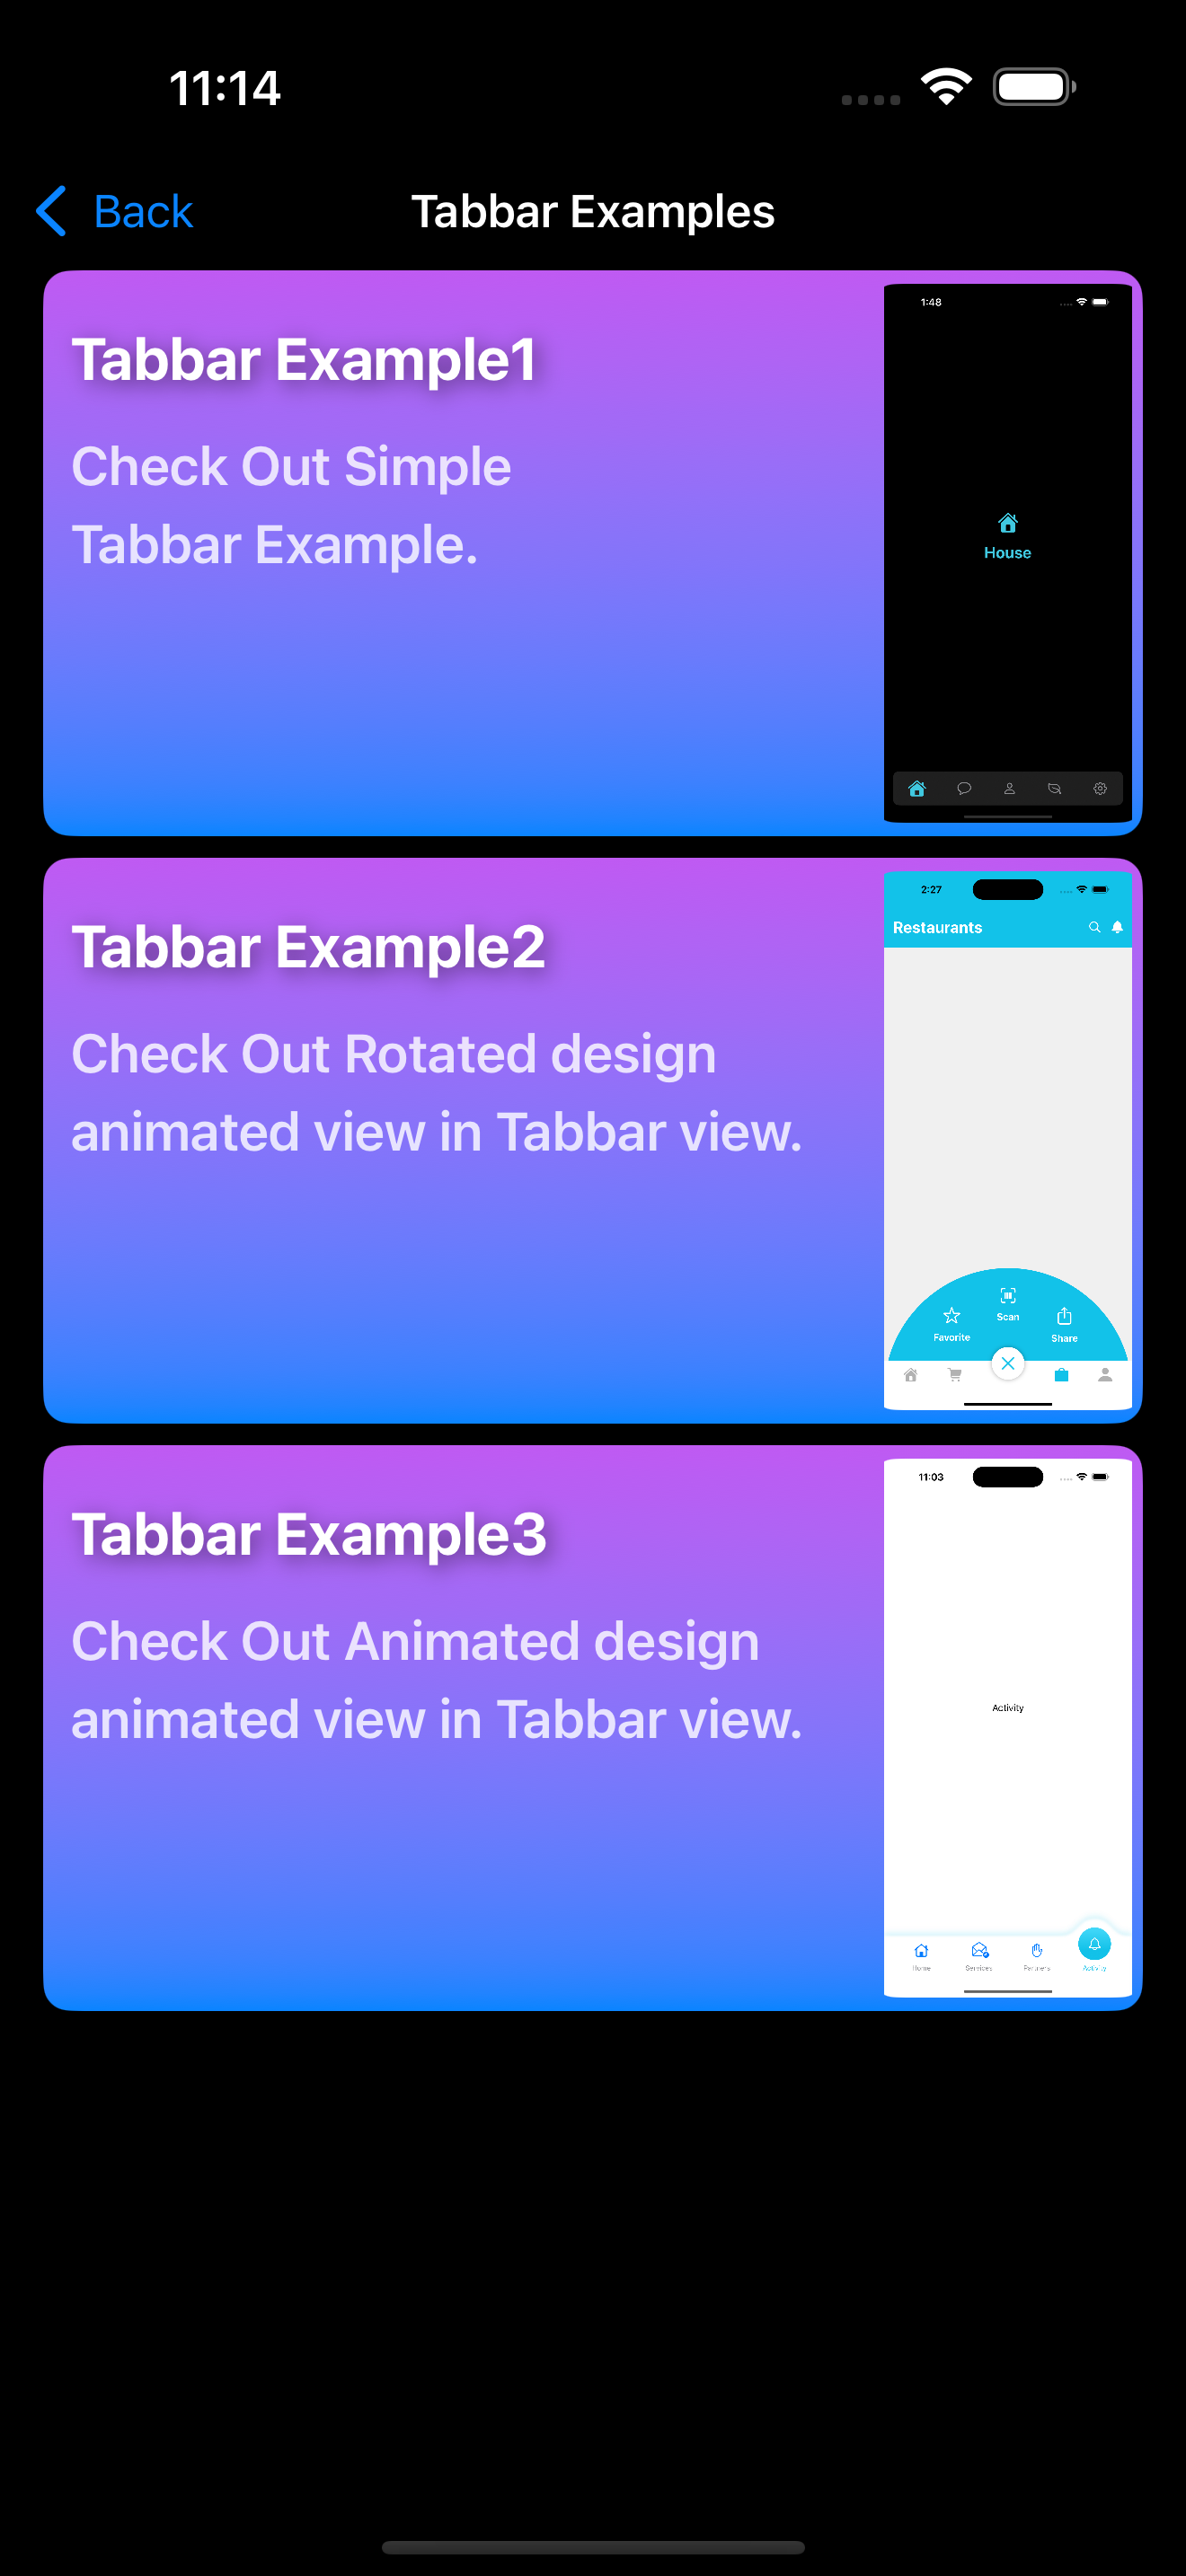 11:14
Back
Tabbar Examples
Tabbar Example1
Check Out Simple
Tabbar Example.
1:48
House
Tabbar Example2
Check Out Rotated design
animated view in Tabbar view.
2:27
Restaurants
Scan
Favorite
Share
Tabbar Example3
Check Out Animated design
animated view in Tabbar view.
11:03
Activity
Home
Services
Partners
Activity